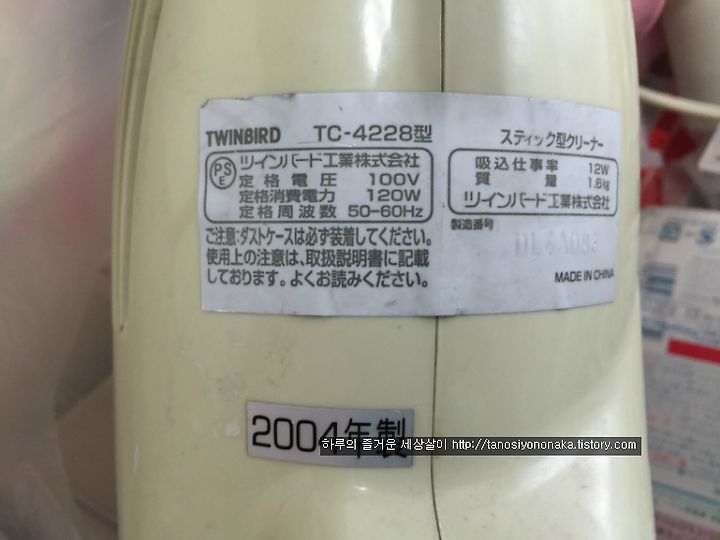 TWINBIRD TC-4228型
PSE
ツインバード工業株式会社
定格電圧 100V
定格消費電力 120W
定格周波数 50-60Hz
ご注意:ダストケースは必ず装着してください。
使用上の注意は、取扱説明書に記載
しております。よくお読みください。
スティック型クリーナー
吸込仕事率 12W
質量 1.6kg
ツインバード工業株式会社
製造番号
MADE IN CHINA
2004年製
하루의 즐거운 세상살이 http://tanosiyononaka.tistory.com